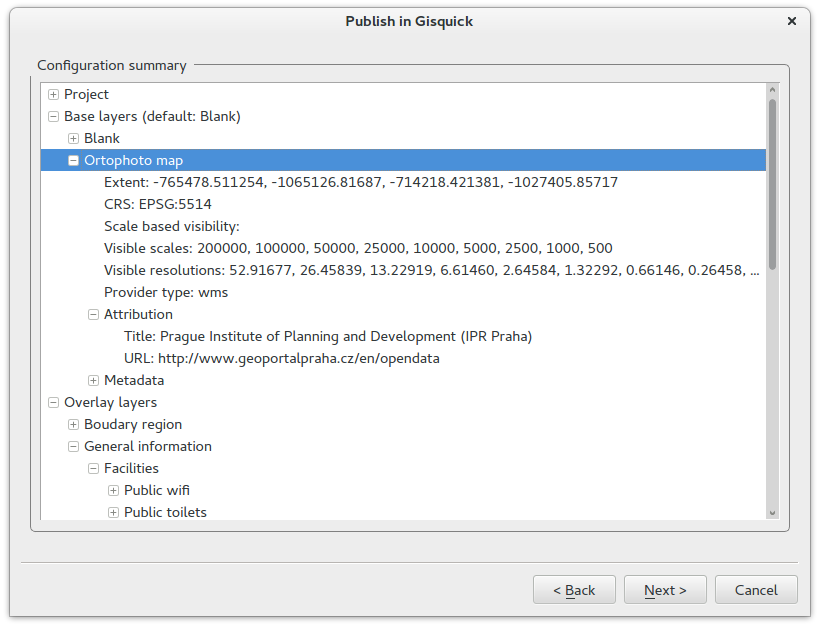 Publish in Gisquick
Configuration summary
Project
Base layers (default: Blank)
Blank
Ortophoto map
Extent: -765478.511254, -1065126.81687, -714218.421381, -1027405.85717
CRS: EPSG:5514
Scale based visibility:
Visible scales: 200000, 100000, 50000, 25000, 10000, 5000, 2500, 1000, 500
Visible resolutions: 52.91677, 26.45839, 13.22919, 6.61460, 2.64584, 1.32292, 0.66146, 0.26458, ...
Provider type: wms
Attribution
Title: Prague Institute of Planning and Development (IPR Praha)
URL: http://www.geoportalpraha.cz/en/opendata
Metadata
Overlay layers
Boudary region
General information
Facilities
Public wifi
Public toilets
< Back Next > Cancel